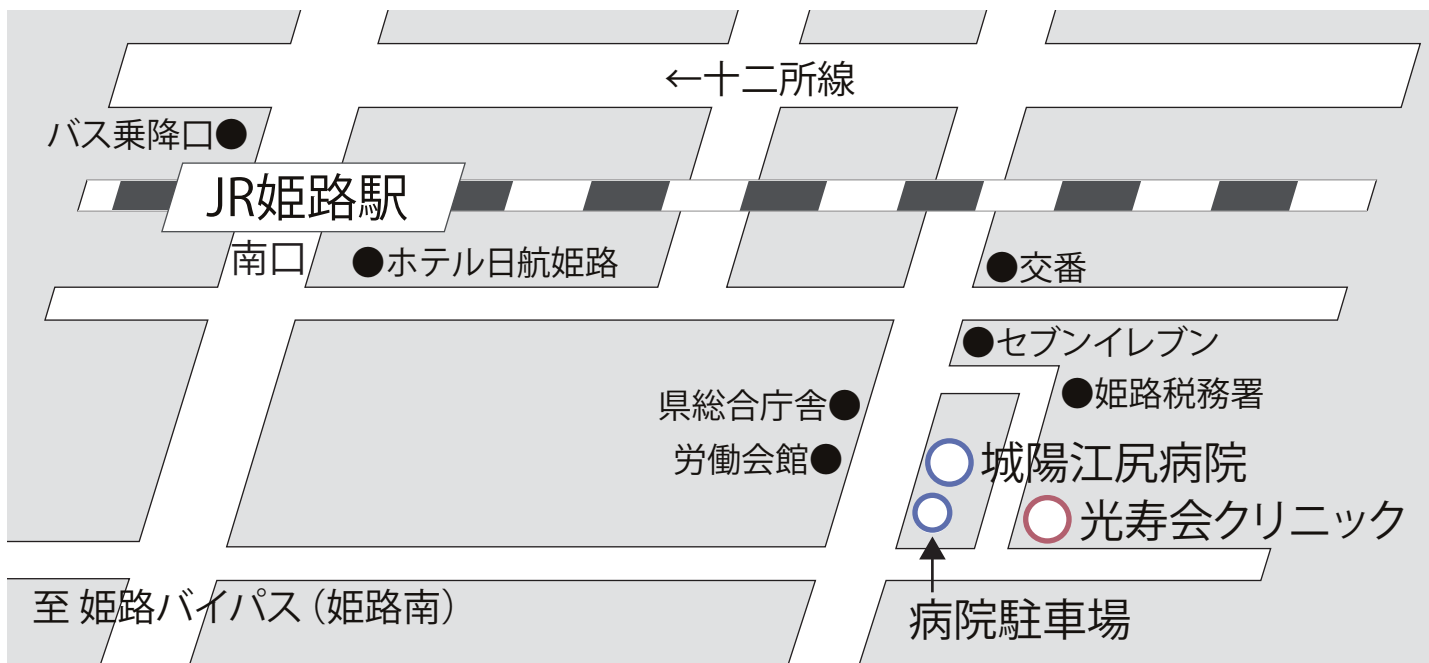 ←十二所線
バス乗降口●
JR姫路駅
南口
●ホテル日航姫路
●交番
●セブンイレブン
●姫路税務署
県総合庁舎●
労働会館●
城陽江尻病院
光寿会クリニック
至 姫路バイパス（姫路南）
病院駐車場